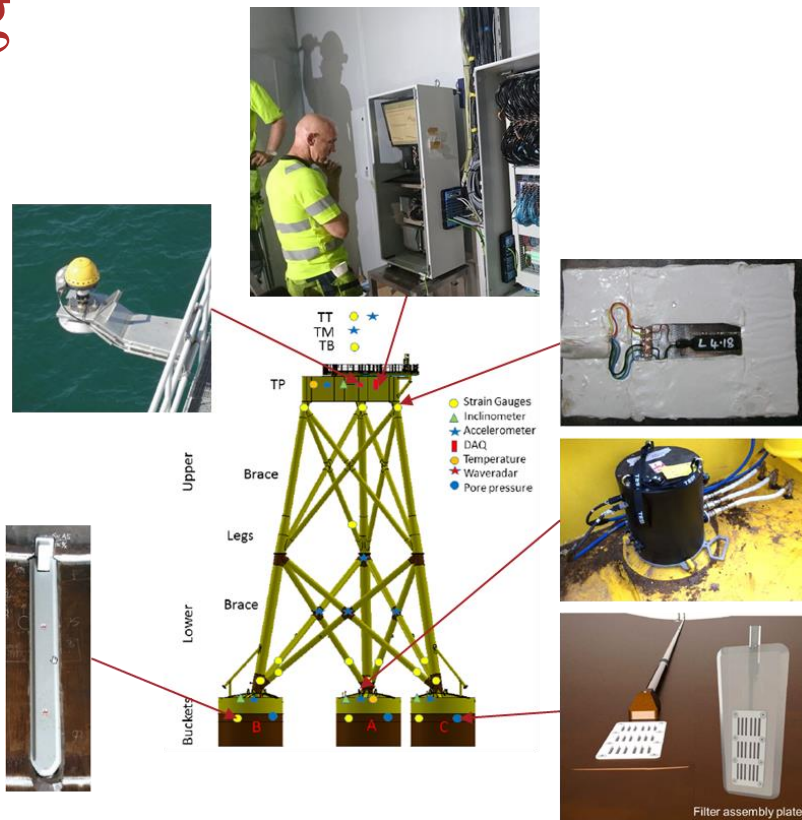 g
TT
TM
TB
TP
Strain Gauges
Inclinometer
Accelerometer
DAQ
Temperature
Waveradar
Pore pressure
Upper
Brace
Legs
Brace
Lower
Buckets
B
A
C
L 4-18
Filter assembly plate